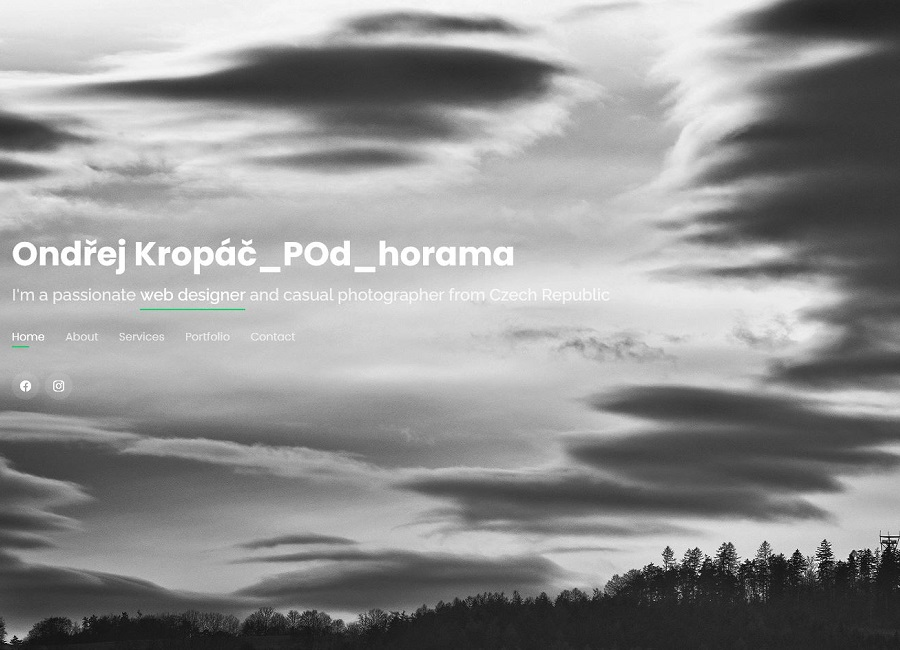 Ondřej Kropáč_POd_horama
I'm a passionate web designer and casual photographer from Czech Republic
Home About Services Portfolio Contact